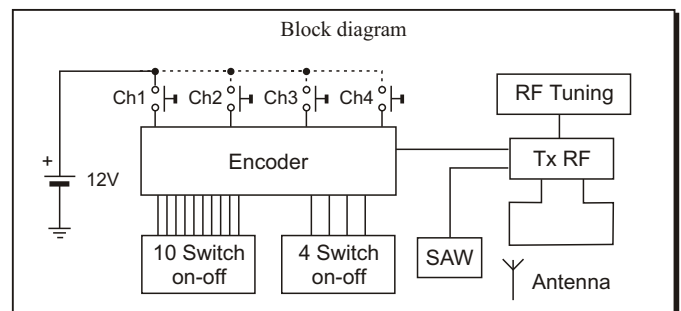 Block diagram
Ch1 Ch2 Ch3 Ch4
RF Tuning
Encoder
Tx RF
+
12V
10 Switch
on-off
4 Switch
on-off
SAW
Antenna